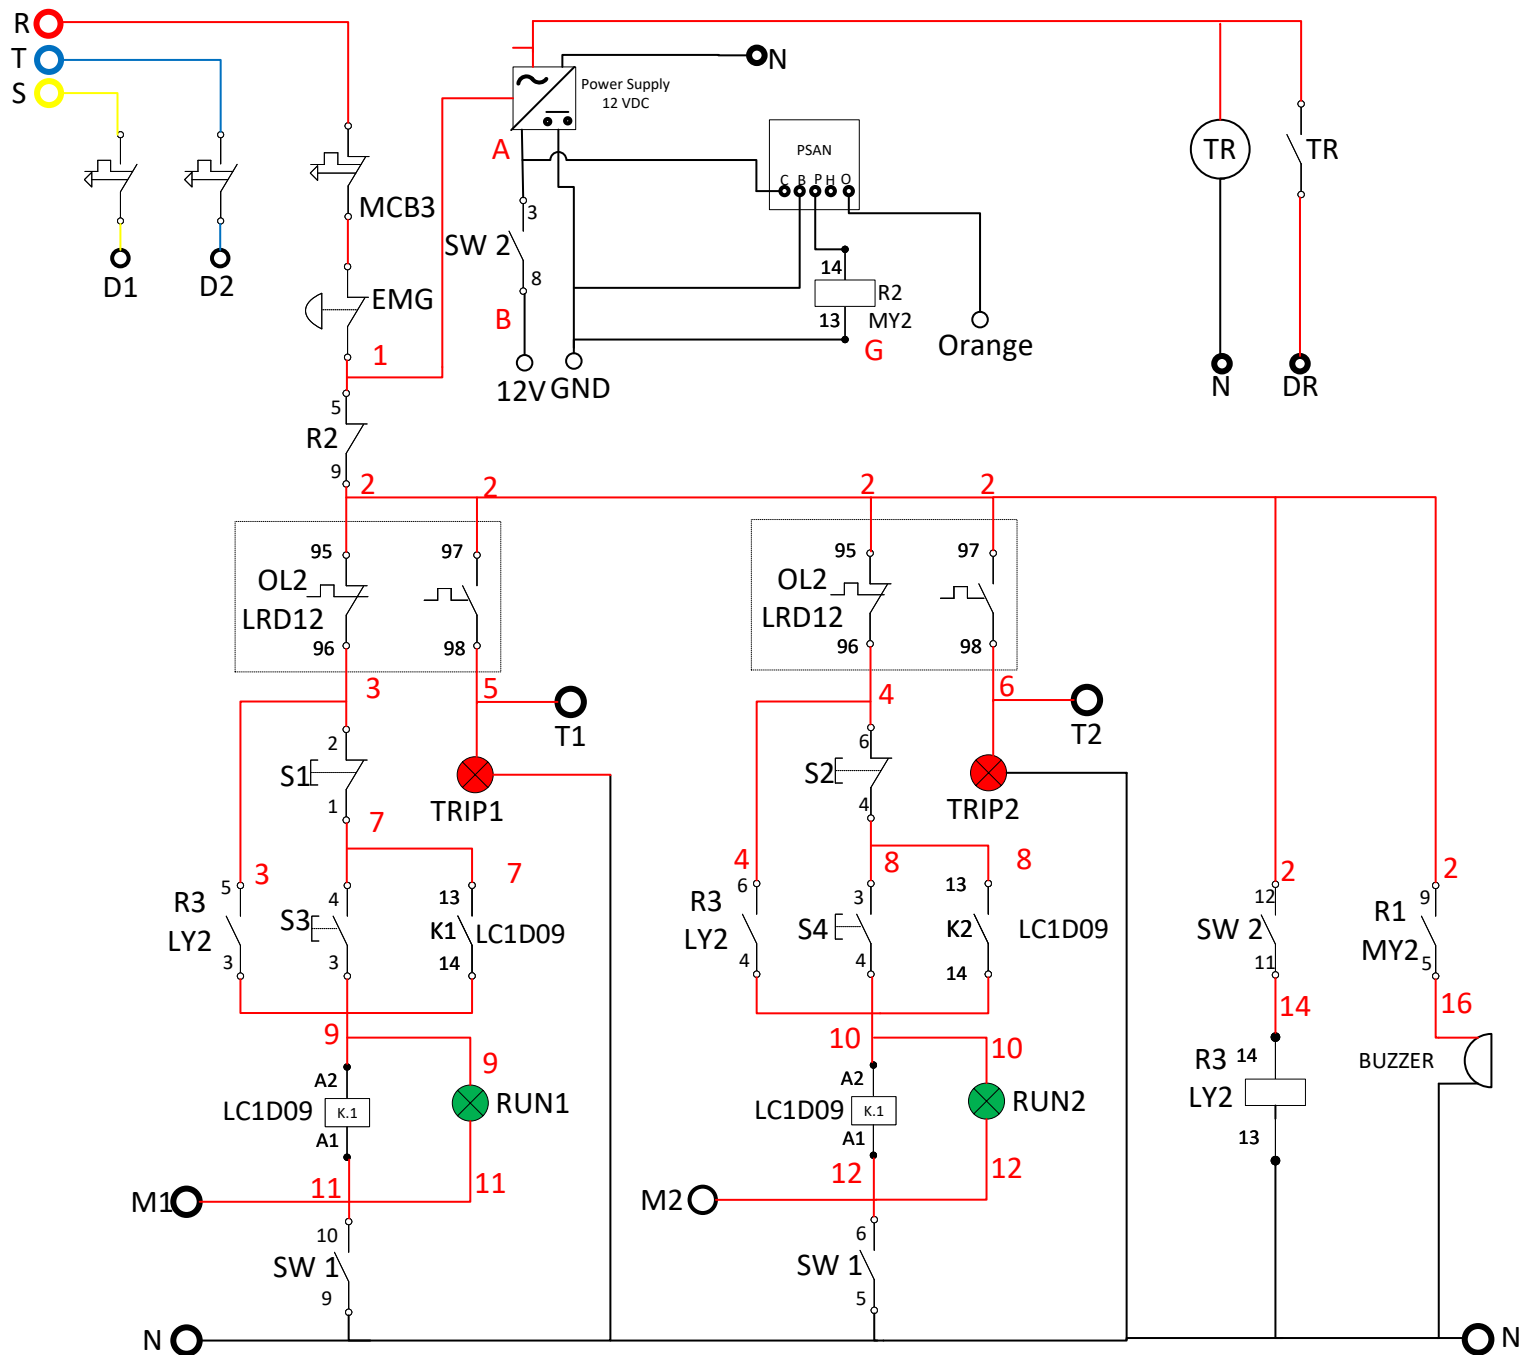 R
T
S
N
Power Supply
12 VDC
PSAN
C B P H O
A
TR
TR
MCB3
3
SW 2
8
D1
D2
EMG
14
R2
13
MY2
B
G
Orange
1
12V
GND
N
DR
5
R2
9
2
2
2
2
95
97
OL2
LRD12
96
98
95
97
OL2
LRD12
96
98
3
5
T1
4
6
T2
2
S1
1
TRIP1
6
S2
4
TRIP2
7
3
7
4
8
8
2
2
5
R3
LY2
3
4
S3
3
13
K1
LC1D09
14
6
R3
LY2
4
3
S4
4
13
K2
LC1D09
14
12
SW 2
11
9
R1
MY2
5
14
16
9
9
10
10
A2
LC1D09
K.1
A1
RUN1
A2
LC1D09
K.1
A1
RUN2
R3
14
LY2
13
BUZZER
11
11
M1
12
12
M2
10
SW 1
9
6
SW 1
5
N
N